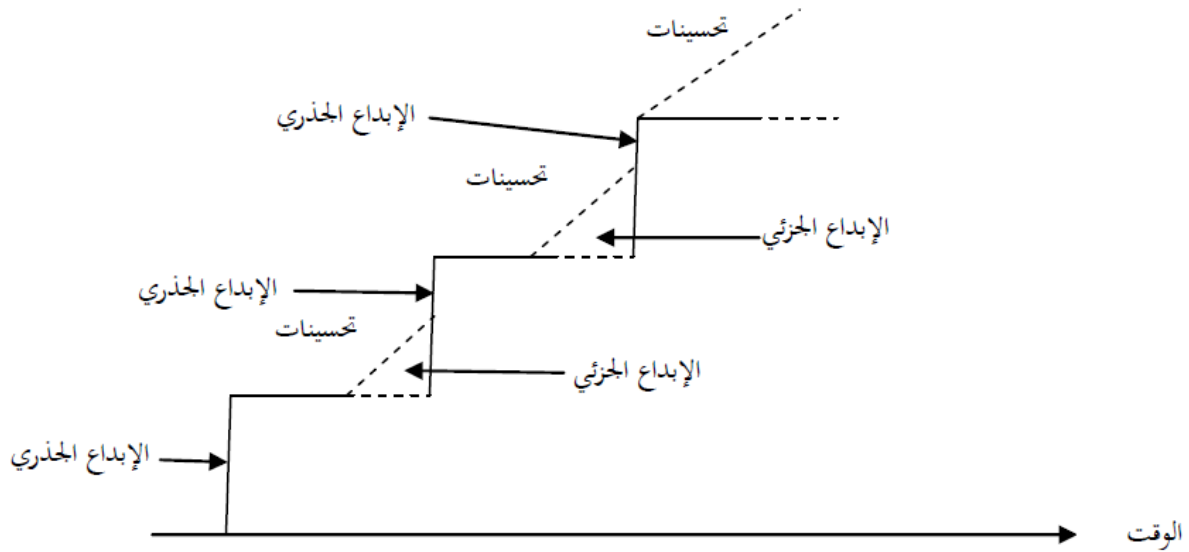 تحسينات
الإبداع الجذري
تحسينات
الإبداع الجزئي
الإبداع الجذري
تحسينات
الإبداع الجزئي
الإبداع الجذري
الوقت